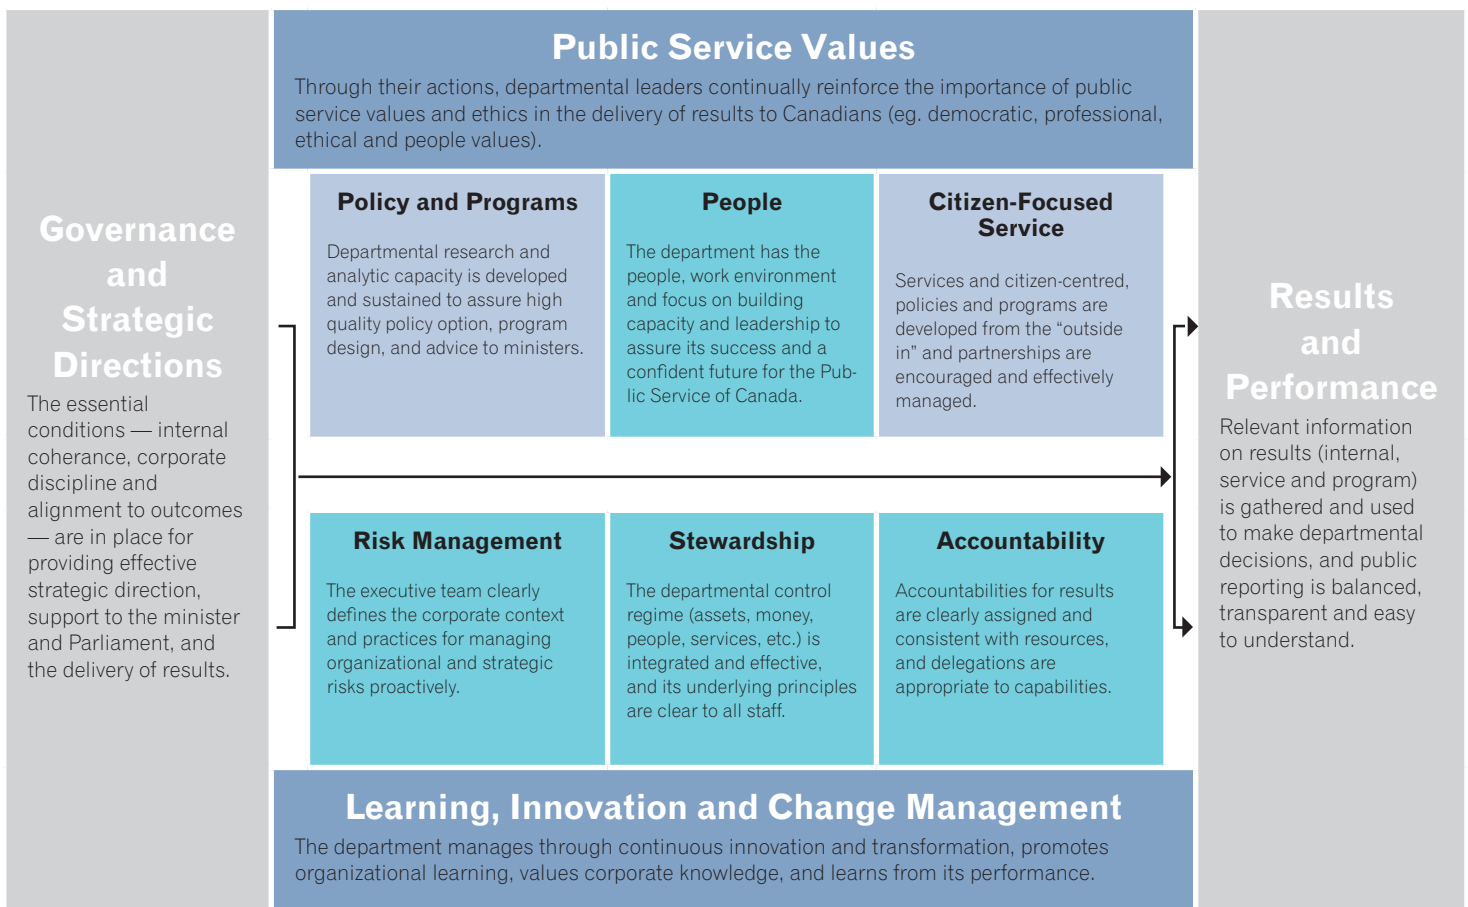 Public Service Values
Through their actions, departmental leaders continually reinforce the importance of public
service values and ethics in the delivery of results to Canadians (eg. democratic, professional,
ethical and people values).
Governance
and
Strategic
Directions
The essential
conditions — internal
coherance, corporate
discipline and
alignment to outcomes
— are in place for
providing effective
strategic direction,
support to the minister
and Parliament, and
the delivery of results.
Policy and Programs
Departmental research and
analytic capacity is developed
and sustained to assure high
quality policy option, program
design, and advice to ministers.
People
The department has the
people, work environment
and focus on building
capacity and leadership to
assure its success and a
confident future for the Pub-
lic Service of Canada.
Citizen-Focused
Service
Services and citizen-centred,
policies and programs are
developed from the “outside
in” and partnerships are
encouraged and effectively
managed.
Risk Management
The executive team clearly
defines the corporate context
and practices for managing
organizational and strategic
risks proactively.
Stewardship
The departmental control
regime (assets, money,
people, services, etc.) is
integrated and effective,
and its underlying principles
are clear to all staff.
Accountability
Accountabilities for results
are clearly assigned and
consistent with resources,
and delegations are
appropriate to capabilities.
Results
and
Performance
Relevant information
on results (internal,
service and program)
is gathered and used
to make departmental
decisions, and public
reporting is balanced,
transparent and easy
to understand.
Learning, Innovation and Change Management
The department manages through continuous innovation and transformation, promotes
organizational learning, values corporate knowledge, and learns from its performance.